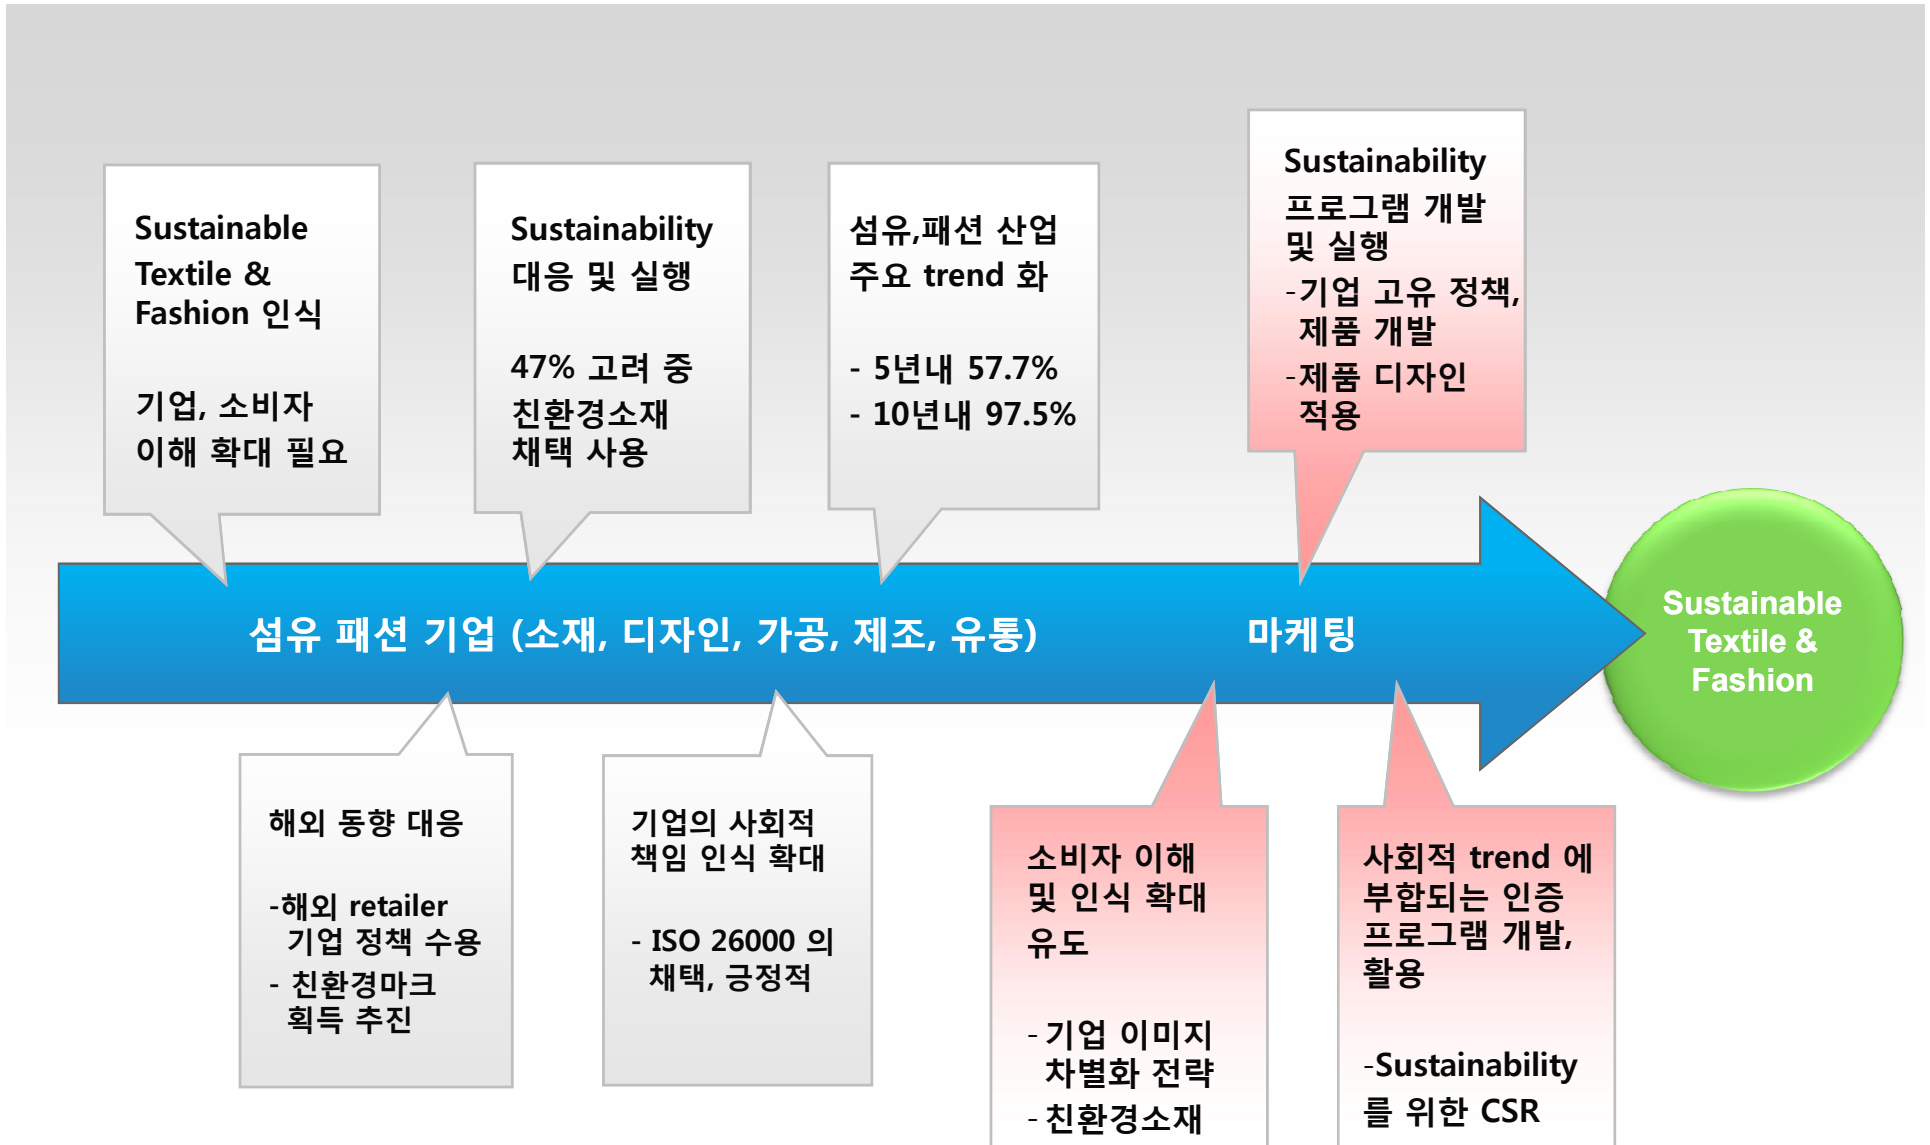 Sustainable
Textile &
Fashion 인식
기업, 소비자
이해 확대 필요
Sustainability
대응 및 실행
47% 고려 중
친환경소재
채택 사용
섬유,패션 산업
주요 trend 화
- 5년내 57.7%
- 10년내 97.5%
Sustainability
프로그램 개발
및 실행
-기업 고유 정책,
제품 개발
-제품 디자인
적용
섬유 패션 기업 (소재, 디자인, 가공, 제조, 유통)
마케팅
Sustainable
Textile &
Fashion
해외 동향 대응
-해외 retailer
기업 정책 수용
- 친환경마크
획득 추진
기업의 사회적
책임 인식 확대
- ISO 26000 의
채택, 긍정적
소비자 이해
및 인식 확대
유도
- 기업 이미지
차별화 전략
-친환경소재
사회적 trend 에
부합되는 인증
프로그램 개발,
활용
-Sustainability
를 위한 CSR